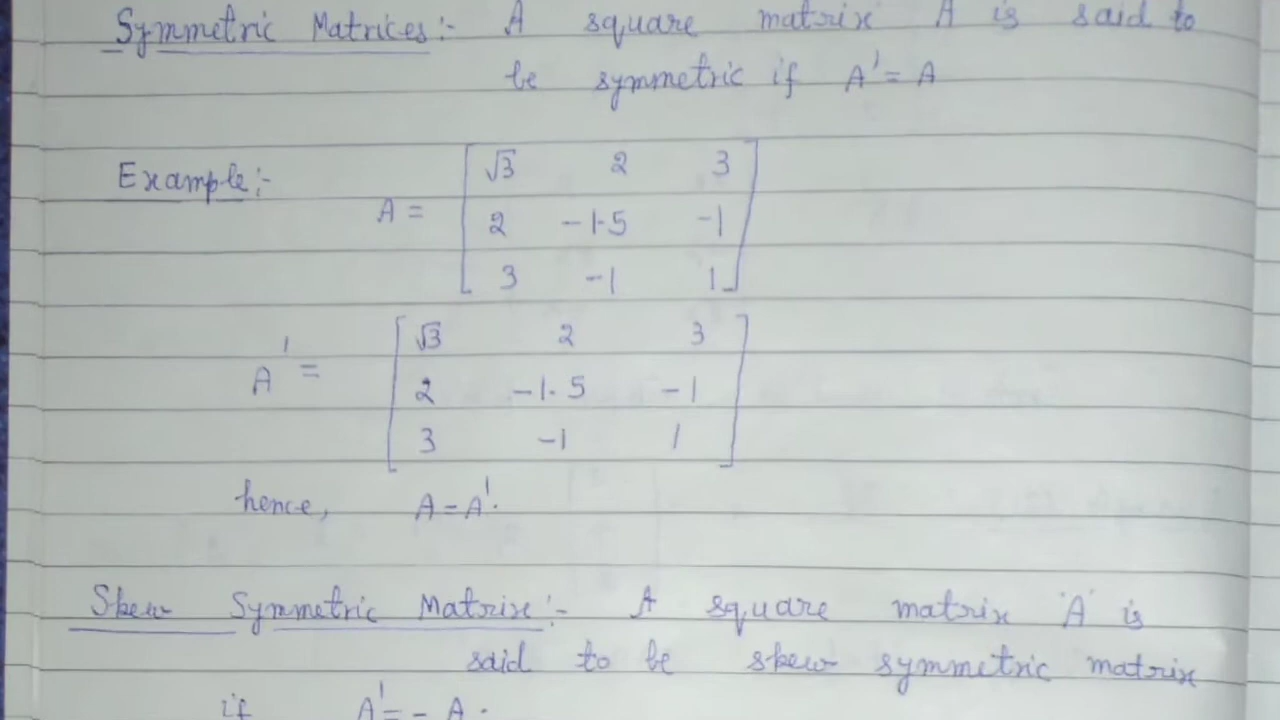 Symmetric Matrices:- A square matrix A is said to
be symmetric if A' = A
Example:-
A = [ √3 2 3
2 -1.5 -1
3 -1 1 ]
A' = [ √3 2 3
2 -1.5 -1
3 -1 1 ]
hence, A = A'.
Skew Symmetric Matrix:- A square matrix 'A' is
said to be skew symmetric matrix
if A' = - A.